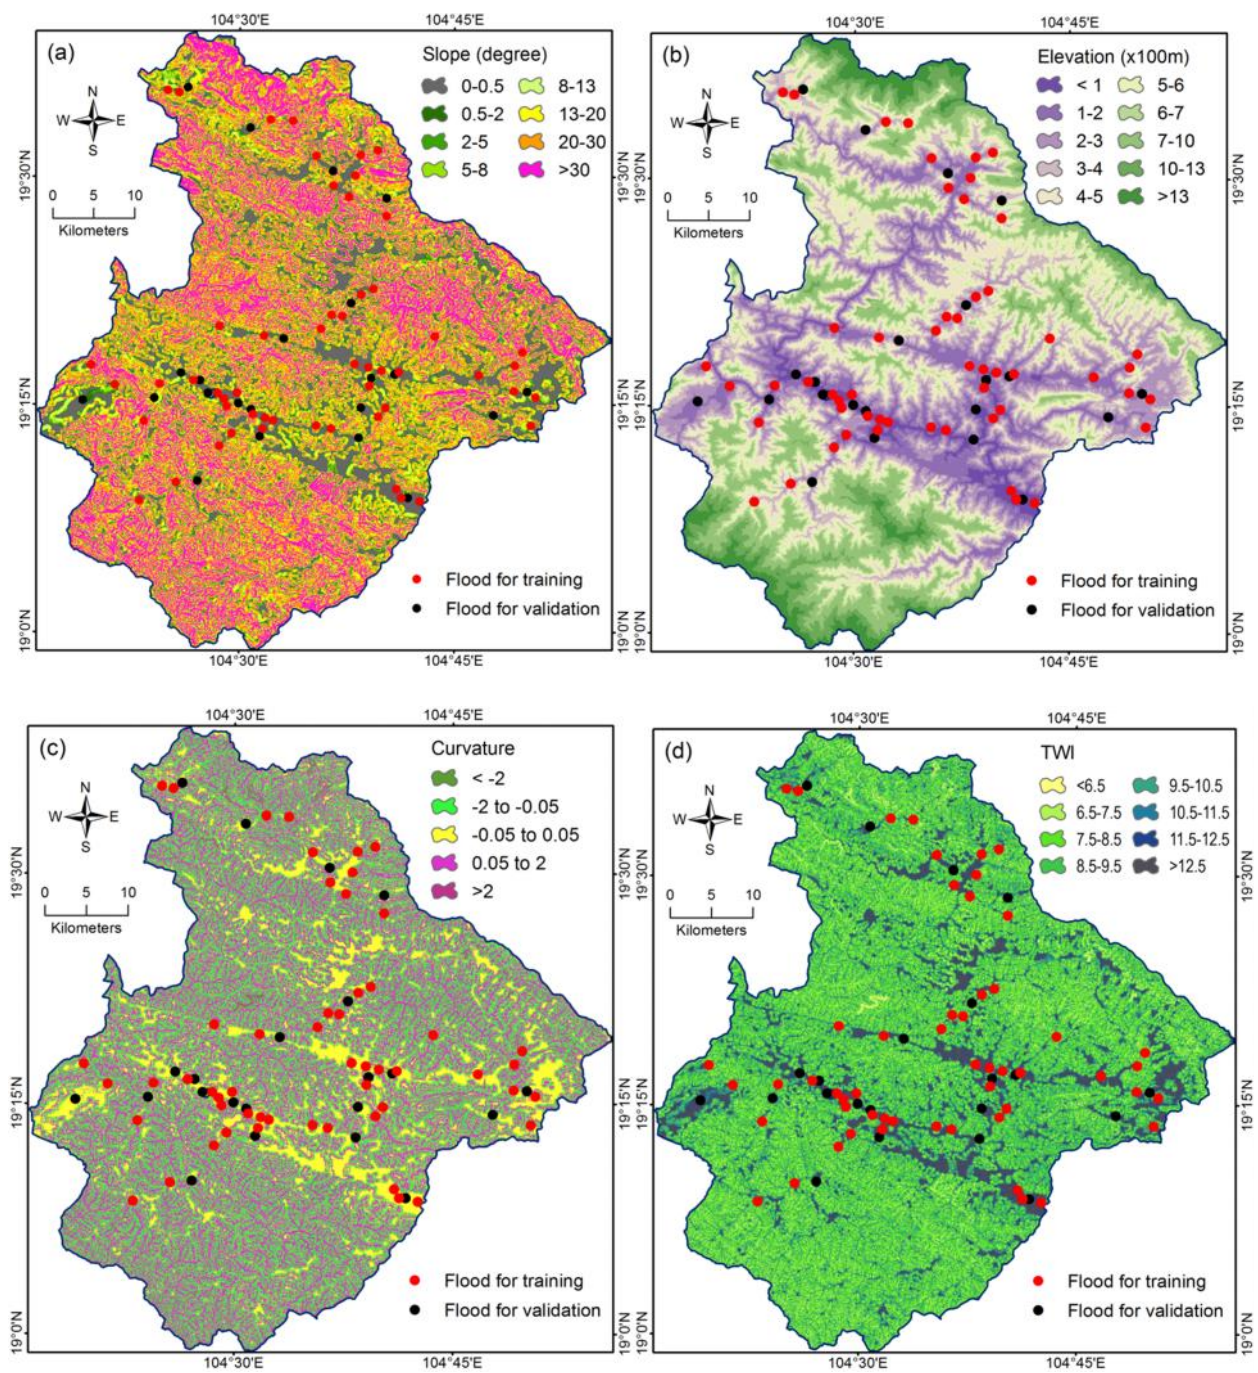 104°30'E 104°45'E
(a)
Slope (degree)
0-0.5 8-13
0.5-2 13-20
2-5 20-30
5-8 >30
N
W E
S
0 5 10
Kilometers
19°30'N
19°15'N
19°0'N
Flood for training
Flood for validation
104°30'E 104°45'E
104°30'E 104°45'E
(b)
Elevation (x100m)
< 1 5-6
1-2 6-7
2-3 7-10
3-4 10-13
4-5 >13
N
W E
S
0 5 10
Kilometers
19°30'N 19°30'N
19°15'N 19°15'N
19°0'N 19°0'N
Flood for training
Flood for validation
104°30'E 104°45'E
104°30'E 104°45'E
(c)
Curvature
< -2
-2 to -0.05
-0.05 to 0.05
0.05 to 2
>2
N
W E
S
0 5 10
Kilometers
19°30'N
19°15'N
19°0'N
Flood for training
Flood for validation
104°30'E 104°45'E
104°30'E 104°45'E
(d)
TWI
<6.5 9.5-10.5
6.5-7.5 10.5-11.5
7.5-8.5 11.5-12.5
8.5-9.5 >12.5
N
W E
S
0 5 10
Kilometers
19°30'N 19°30'N
19°15'N 19°15'N
19°0'N 19°0'N
Flood for training
Flood for validation
104°30'E 104°45'E